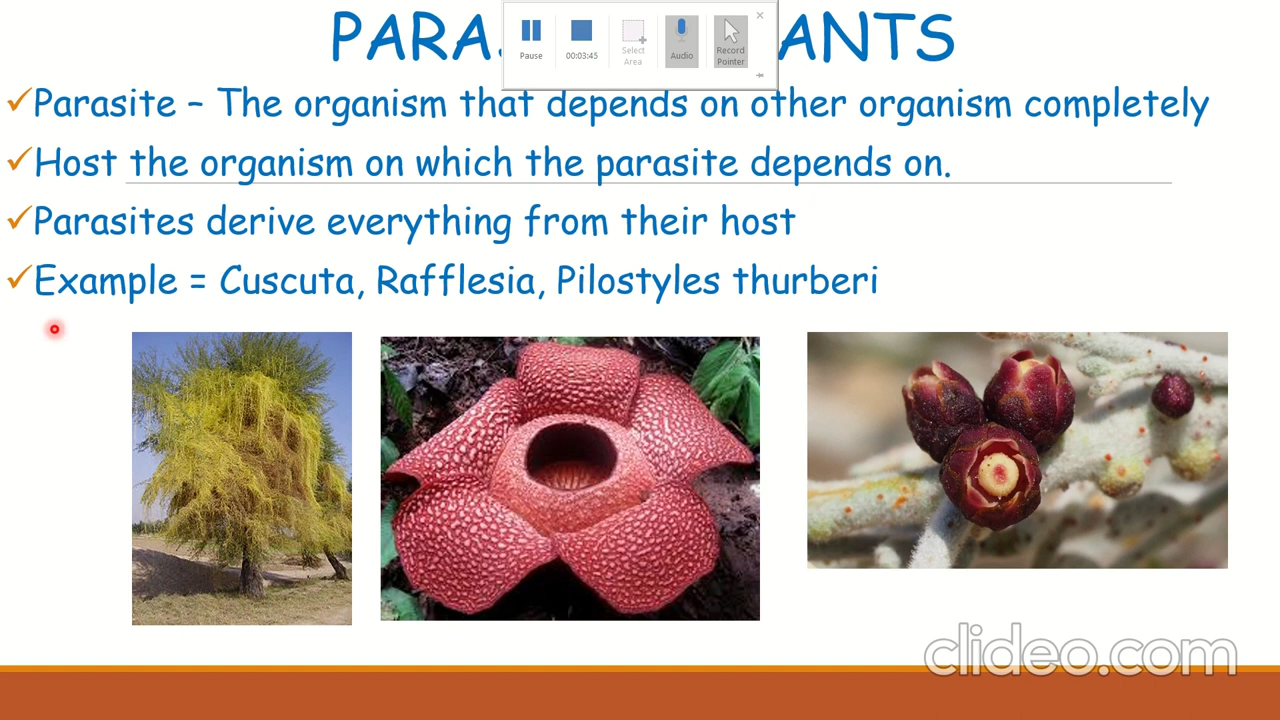 PARAS ANTS
Pause
00:03:45
Select
Area
Audio
Record
Pointer
Parasite – The organism that depends on other organism completely
Host the organism on which the parasite depends on.
Parasites derive everything from their host
Example = Cuscuta, Rafflesia, Pilostyles thurberi
clideo.com